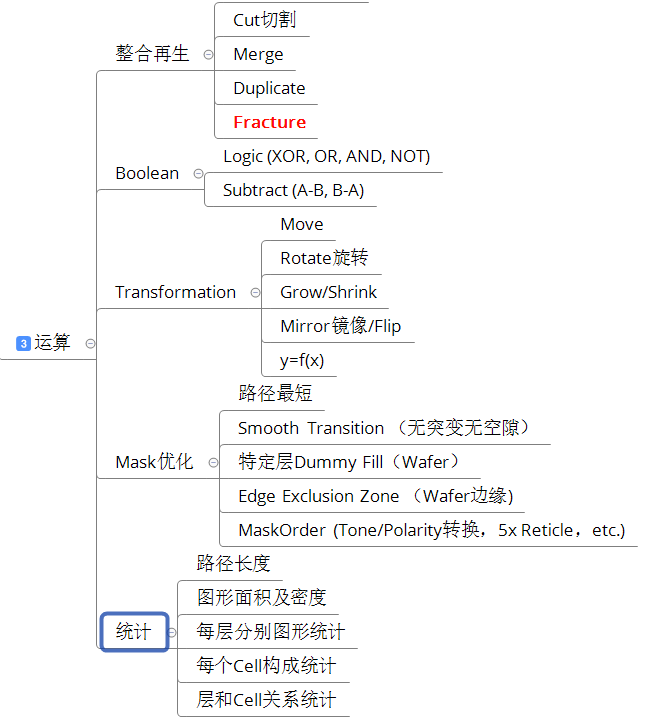 3 运算
整合再生
Cut切割
Merge
Duplicate
Fracture
Boolean
Logic (XOR, OR, AND, NOT)
Subtract (A-B, B-A)
Transformation
Move
Rotate旋转
Grow/Shrink
Mirror镜像/Flip
y=f(x)
Mask优化
路径最短
Smooth Transition （无突变无空隙）
特定层Dummy Fill（Wafer）
Edge Exclusion Zone （Wafer边缘)
MaskOrder (Tone/Polarity转换，5x Reticle，etc.)
统计
路径长度
图形面积及密度
每层分别图形统计
每个Cell构成统计
层和Cell关系统计